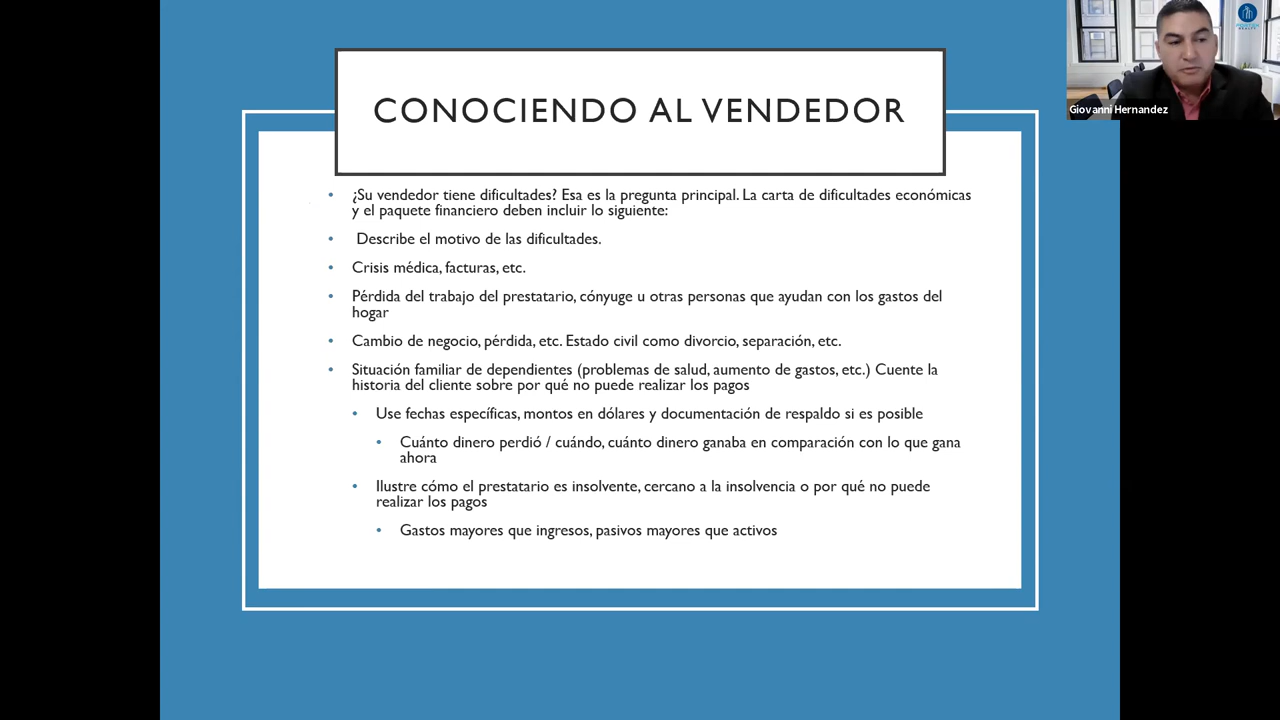 CONOCIENDO AL VENDEDOR
Giovanni Hernandez
• ¿Su vendedor tiene dificultades? Esa es la pregunta principal. La carta de dificultades económicas
y el paquete financiero deben incluir lo siguiente:
• Describe el motivo de las dificultades.
• Crisis médica, facturas, etc.
• Pérdida del trabajo del prestatario, cónyuge u otras personas que ayudan con los gastos del
hogar
• Cambio de negocio, pérdida, etc. Estado civil como divorcio, separación, etc.
• Situación familiar de dependientes (problemas de salud, aumento de gastos, etc.) Cuente la
historia del cliente sobre por qué no puede realizar los pagos
• Use fechas específicas, montos en dólares y documentación de respaldo si es posible
• Cuánto dinero perdió / cuándo, cuánto dinero ganaba en comparación con lo que gana
ahora
• Ilustre cómo el prestatario es insolvente, cercano a la insolvencia o por qué no puede
realizar los pagos
• Gastos mayores que ingresos, pasivos mayores que activos